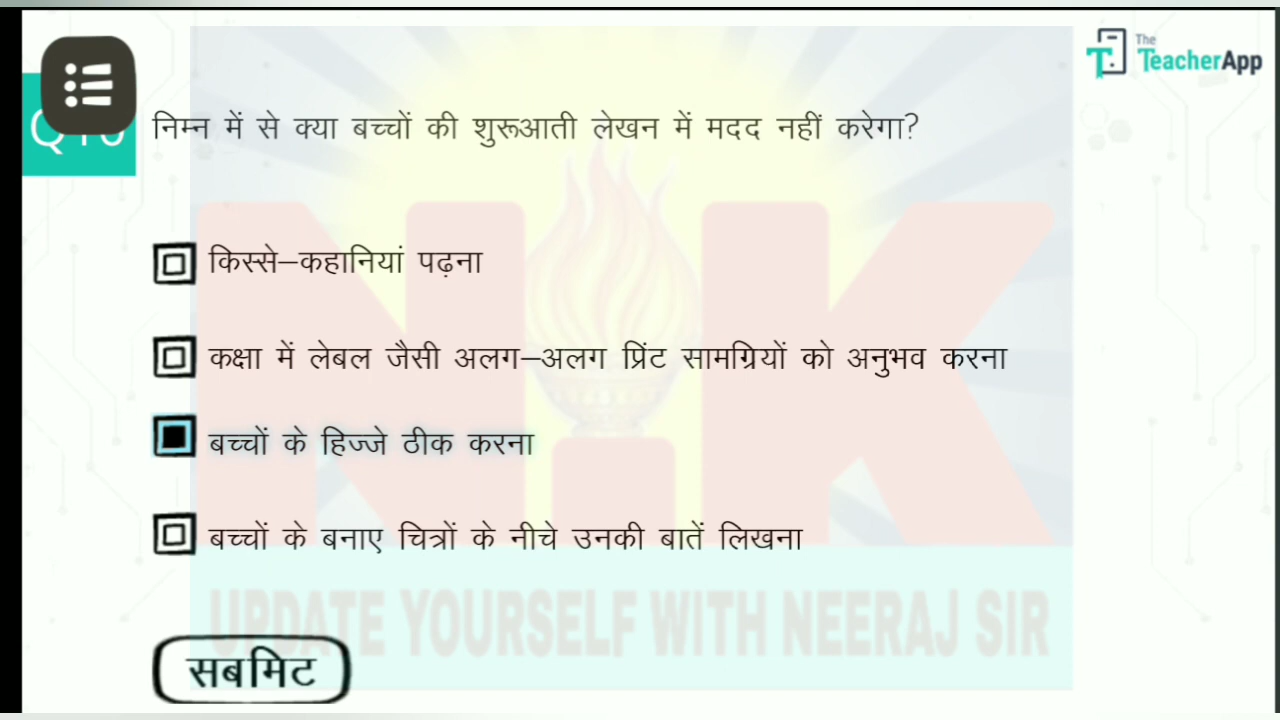 The
TeacherApp
निम्न में से क्या बच्चों की शुरूआती लेखन में मदद नहीं करेगा?
किस्से–कहानियां पढ़ना
कक्षा में लेबल जैसी अलग–अलग प्रिंट सामग्रियों को अनुभव करना
बच्चों के हिज्जे ठीक करना
बच्चों के बनाए चित्रों के नीचे उनकी बातें लिखना
N.K
UPDATE YOURSELF WITH NEERAJ SIR
सबमिट